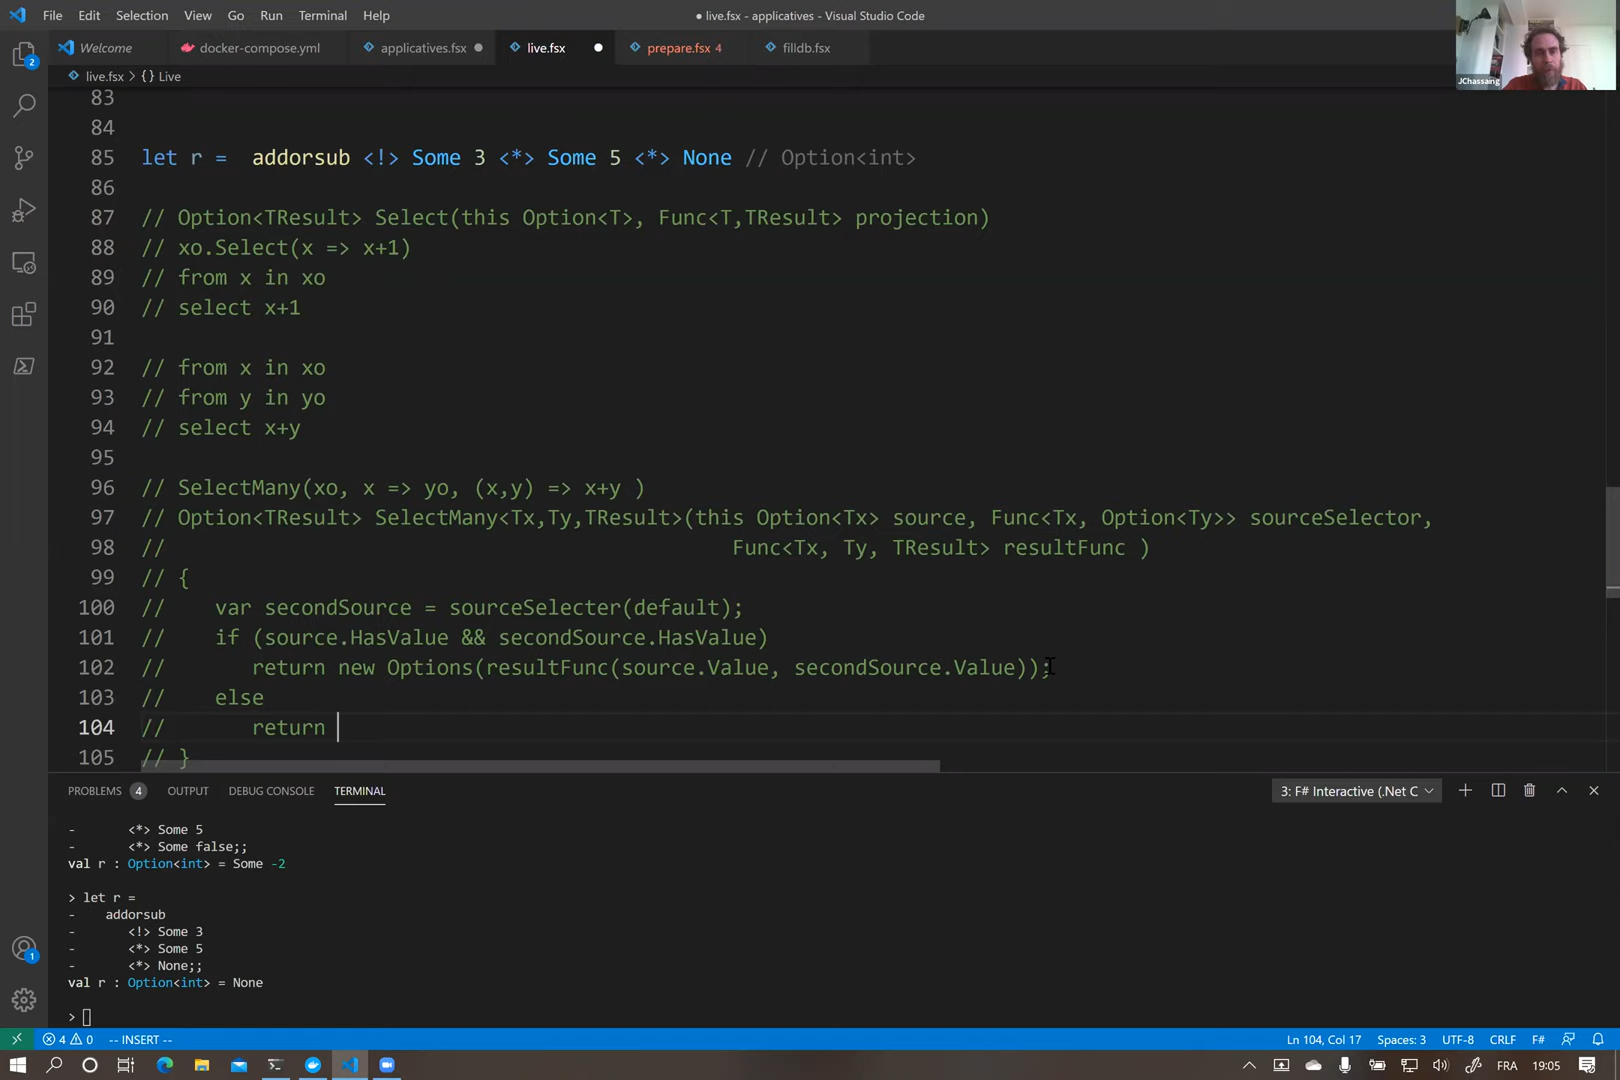 File Edit Selection View Go Run Terminal Help
● live.fsx - applicatives - Visual Studio Code
JChassaing
Welcome docker-compose.yml applicatives.fsx live.fsx prepare.fsx 4 filldb.fsx
live.fsx > {} Live
2
83
84
85 let r =  addorsub <!> Some 3 <*> Some 5 <*> None // Option<int>
86
87 // Option<TResult> Select(this Option<T>, Func<T,TResult> projection)
88 // xo.Select(x => x+1)
89 // from x in xo
90 // select x+1
91
92 // from x in xo
93 // from y in yo
94 // select x+y
95
96 // SelectMany(xo, x => yo, (x,y) => x+y )
97 // Option<TResult> SelectMany<Tx,Ty,TResult>(this Option<Tx> source, Func<Tx, Option<Ty>> sourceSelector,
98 //                                              Func<Tx, Ty, TResult> resultFunc )
99 // {
100 //    var secondSource = sourceSelecter(default);
101 //    if (source.HasValue && secondSource.HasValue)
102 //       return new Options(resultFunc(source.Value, secondSource.Value));
103 //    else
104 //       return
105 // }
PROBLEMS 4 OUTPUT DEBUG CONSOLE TERMINAL 3: F# Interactive (.Net C
-       <*> Some 5
-       <*> Some false;;
val r : Option<int> = Some -2
> let r =
-    addorsub
-       <!> Some 3
-       <*> Some 5
-       <*> None;;
val r : Option<int> = None
>
1
4 0 -- INSERT -- Ln 104, Col 17 Spaces: 3 UTF-8 CRLF F#
FRA 19:05